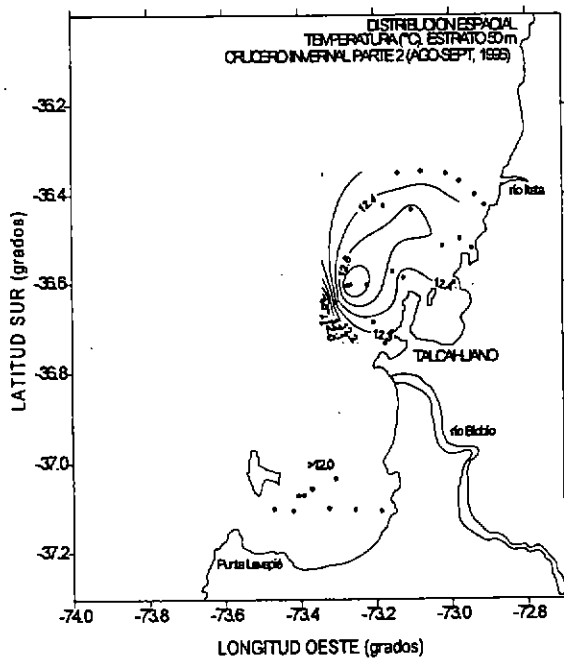 DISTRIBUCION ESPACIAL
TEMPERATURA (°C). ESTRATO 50 m
CRUCERO INVERNAL PARTE 2 (AGO-SEPT, 1995)
-36.2
-36.4
-36.6
-36.8
-37.0
-37.2
LATITUD SUR (grados)
río Itata
12.4
12.6
12.4
TALCAHUANO
río Biobío
>12.0
Punta Lavapié
-74.0
-73.8
-73.6
-73.4
-73.2
-73.0
-72.8
LONGITUD OESTE (grados)